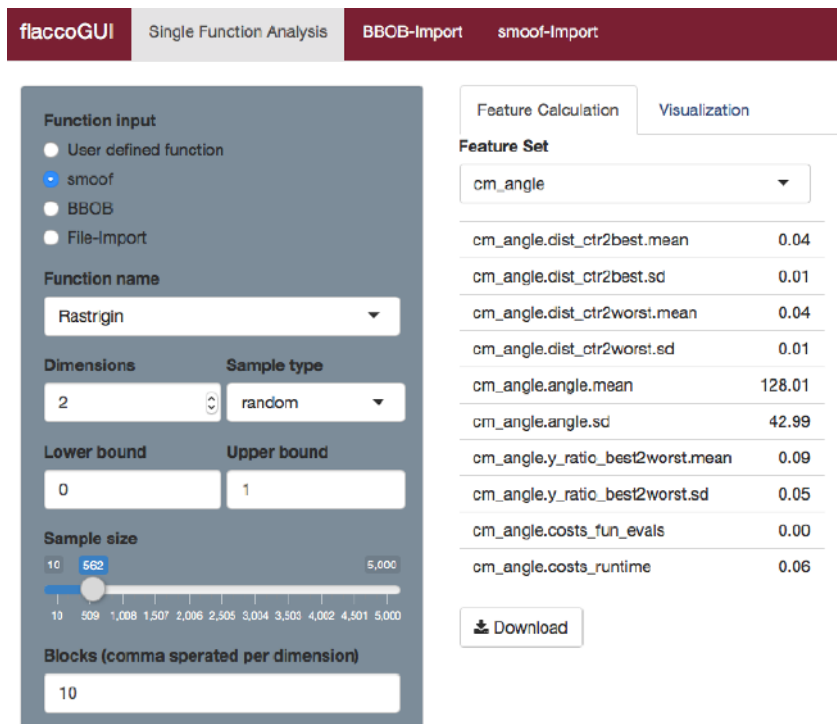 flaccoGUI Single Function Analysis BBOB-Import smoof-Import
Function input
User defined function
smoof
BBOB
File-Import
Function name
Rastrigin
Dimensions Sample type
2 random
Lower bound Upper bound
0 1
Sample size
10 562 5,000
10 509 1,008 1,507 2,006 2,505 3,004 3,503 4,002 4,501 5,000
Blocks (comma sperated per dimension)
10
Feature Calculation Visualization
Feature Set
cm_angle
cm_angle.dist_ctr2best.mean 0.04
cm_angle.dist_ctr2best.sd 0.01
cm_angle.dist_ctr2worst.mean 0.04
cm_angle.dist_ctr2worst.sd 0.01
cm_angle.angle.mean 128.01
cm_angle.angle.sd 42.99
cm_angle.y_ratio_best2worst.mean 0.09
cm_angle.y_ratio_best2worst.sd 0.05
cm_angle.costs_fun_evals 0.00
cm_angle.costs_runtime 0.06
Download